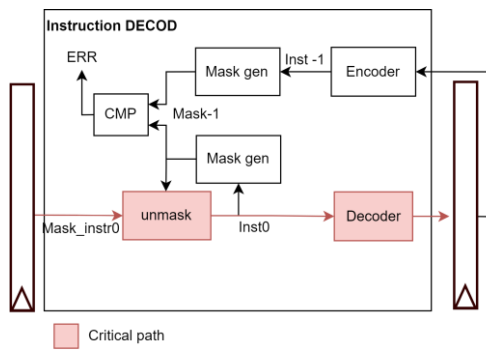 Instruction DECOD
ERR
Mask gen
Inst -1
Encoder
CMP
Mask-1
Mask gen
unmask
Decoder
Mask_instr0
Inst0
Critical path